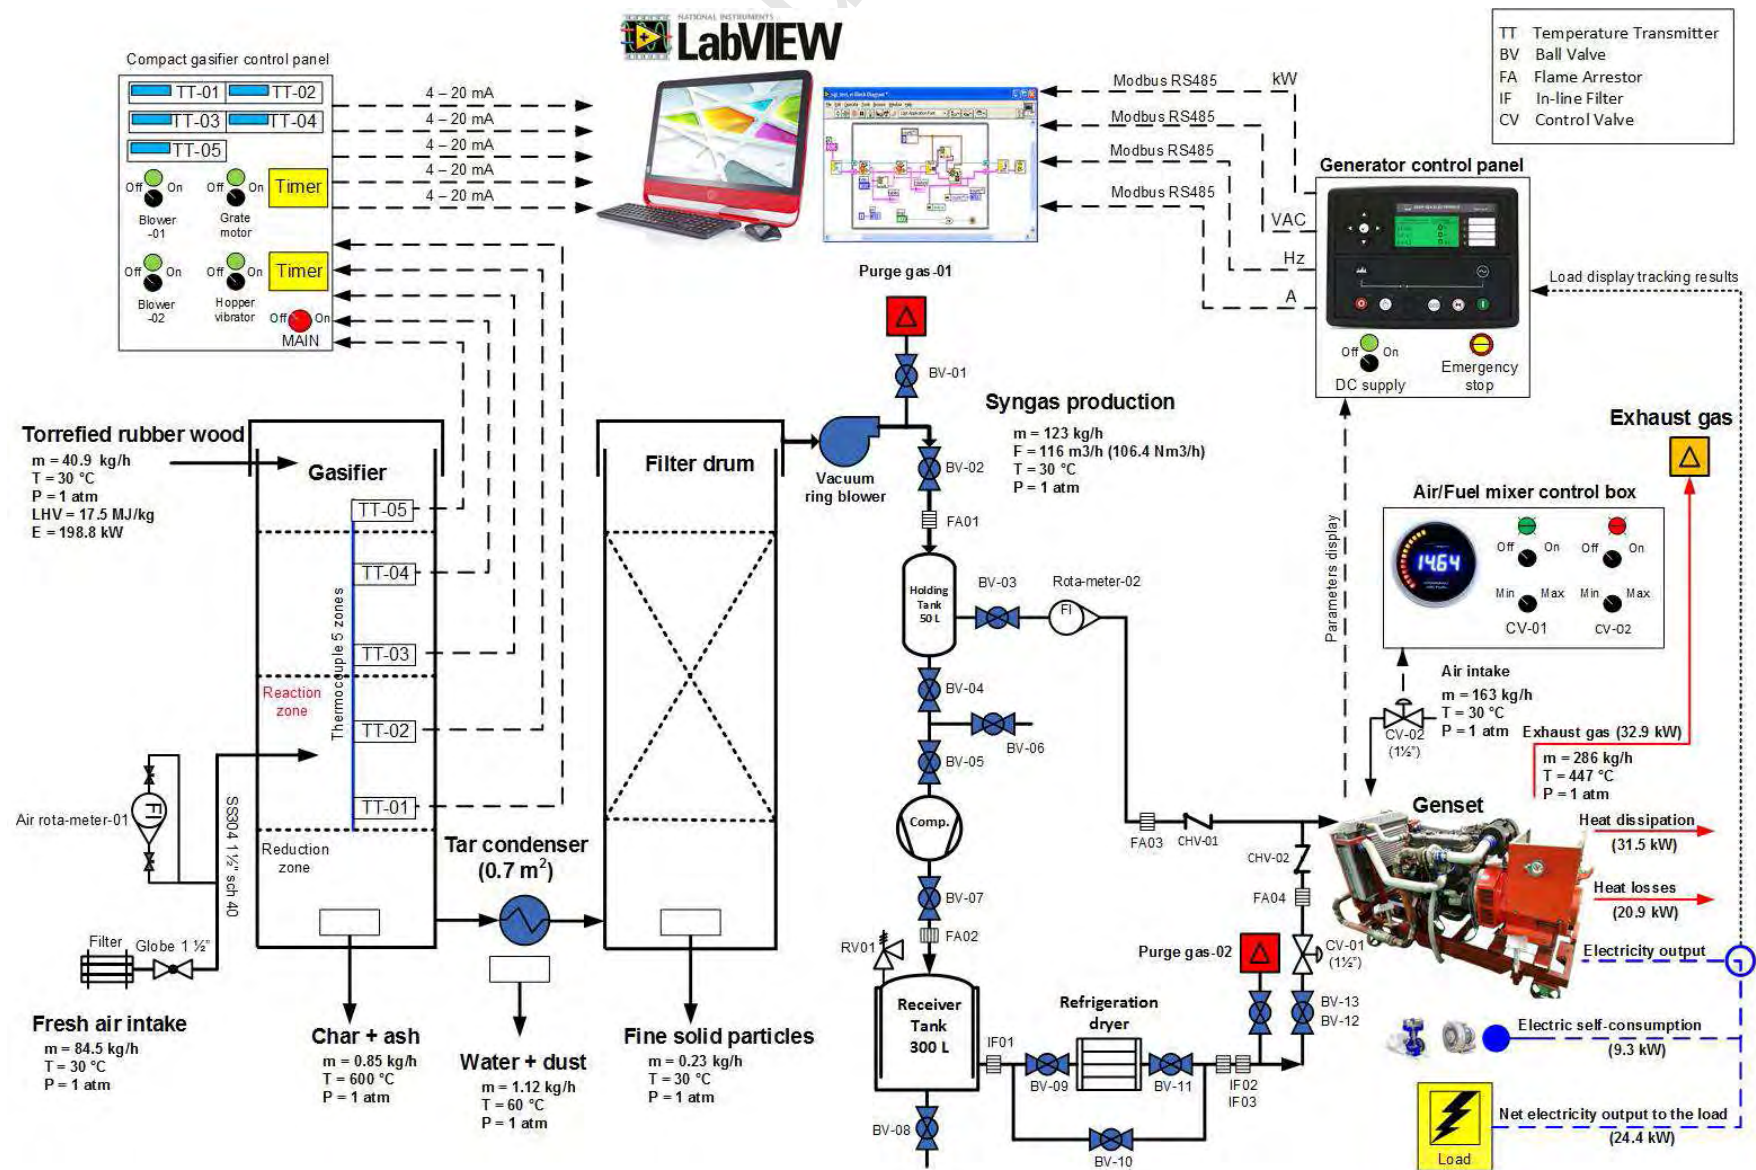 NATIONAL INSTRUMENTS
LabVIEW
TT Temperature Transmitter
BV Ball Valve
FA Flame Arrestor
IF In-line Filter
CV Control Valve
Compact gasifier control panel
TT-01
TT-02
TT-03
TT-04
TT-05
Off
On
Blower
-01
Off
On
Grate
motor
Timer
Off
On
Blower
-02
Off
On
Hopper
vibrator
Timer
Off
On
MAIN
4 – 20 mA
4 – 20 mA
4 – 20 mA
4 – 20 mA
4 – 20 mA
Modbus RS485
Modbus RS485
Modbus RS485
Modbus RS485
kW
VAC
Hz
A
Generator control panel
Off
On
DC supply
Emergency
stop
Load display tracking results
Parameters display
Purge gas-01
BV-01
Torrefied rubber wood
m = 40.9 kg/h
T = 30 °C
P = 1 atm
LHV = 17.5 MJ/kg
E = 198.8 kW
Gasifier
TT-05
TT-04
TT-03
TT-02
TT-01
Thermocouple 5 zones
Reaction
zone
Reduction
zone
Air rota-meter-01
FI
SS304 1 ½" sch 40
Filter
Globe 1 ½"
Fresh air intake
m = 84.5 kg/h
T = 30 °C
P = 1 atm
Char + ash
m = 0.85 kg/h
T = 600 °C
P = 1 atm
Tar condenser
(0.7 m²)
Water + dust
m = 1.12 kg/h
T = 60 °C
P = 1 atm
Filter drum
Fine solid particles
m = 0.23 kg/h
T = 30 °C
P = 1 atm
Vacuum
ring blower
Syngas production
m = 123 kg/h
F = 116 m3/h (106.4 Nm3/h)
T = 30 °C
P = 1 atm
BV-02
FA01
Holding
Tank
50 L
BV-03
Rota-meter-02
FI
BV-04
BV-06
BV-05
Comp.
BV-07
FA02
RV01
Receiver
Tank
300 L
BV-08
IF01
BV-09
Refrigeration
dryer
BV-11
BV-10
IF02
IF03
Purge gas-02
BV-13
BV-12
CV-01
(1½")
FA04
CHV-02
FA03
CHV-01
Exhaust gas
Air/Fuel mixer control box
14.64
Off
On
Off
On
Min
Max
Min
Max
CV-01
CV-02
Air intake
m = 163 kg/h
T = 30 °C
P = 1 atm
CV-02
(1½")
Exhaust gas (32.9 kW)
m = 286 kg/h
T = 447 °C
P = 1 atm
Genset
Heat dissipation
(31.5 kW)
Heat losses
(20.9 kW)
Electricity output
Electric self-consumption
(9.3 kW)
Net electricity output to the load
(24.4 kW)
Load